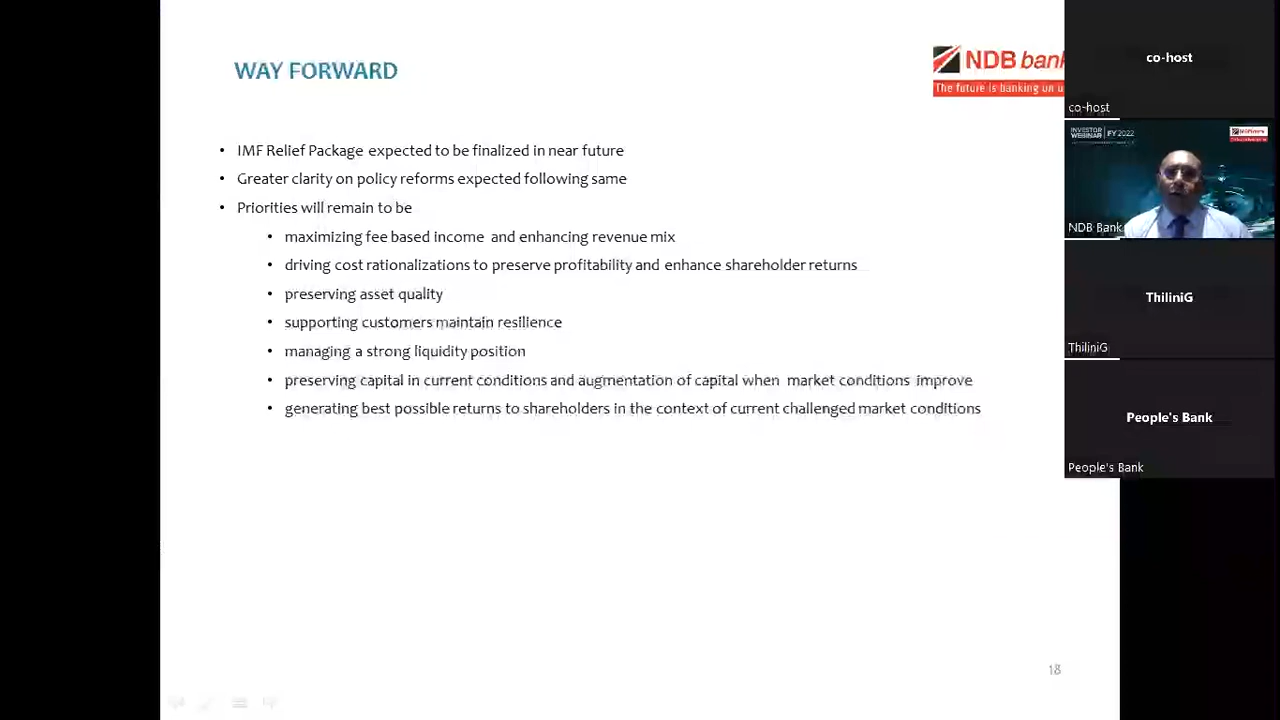 WAY FORWARD
NDB bank
The future is banking on u
• IMF Relief Package expected to be finalized in near future
• Greater clarity on policy reforms expected following same
• Priorities will remain to be
• maximizing fee based income and enhancing revenue mix
• driving cost rationalizations to preserve profitability and enhance shareholder returns
• preserving asset quality
• supporting customers maintain resilience
• managing a strong liquidity position
• preserving capital in current conditions and augmentation of capital when market conditions improve
• generating best possible returns to shareholders in the context of current challenged market conditions
18
co-host
co-host
INVESTOR
WEBINAR
FY 2022
NDB Bank
ThiliniG
ThiliniG
People's Bank
People's Bank